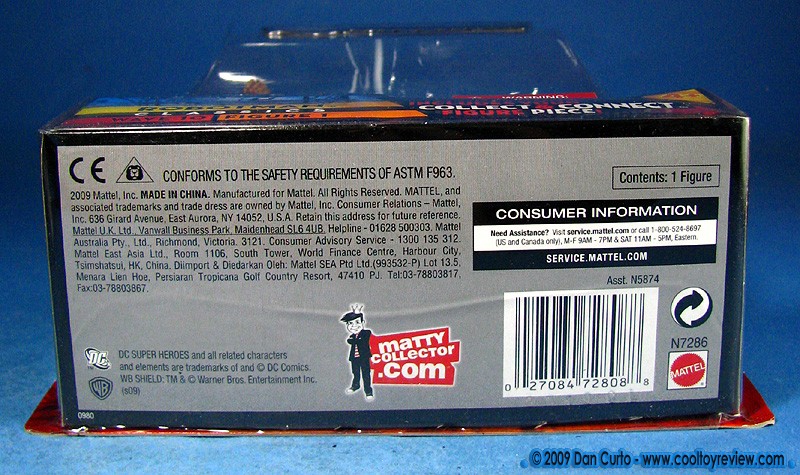 WARNING:
COLLECT & CONNECT
CLASSICS
FIGURE 1
FIGURE PIECE
CE
CONFORMS TO THE SAFETY REQUIREMENTS OF ASTM F963.
Contents: 1 Figure
2009 Mattel, Inc. MADE IN CHINA. Manufactured for Mattel. All Rights Reserved. MATTEL, and
associated trademarks and trade dress are owned by Mattel, Inc. Consumer Relations – Mattel,
Inc. 636 Girard Avenue, East Aurora, NY 14052, U.S.A. Retain this address for future reference.
Mattel U.K. Ltd., Vanwall Business Park, Maidenhead SL6 4UB. Helpline - 01628 500303. Mattel
Australia Pty., Ltd., Richmond, Victoria. 3121. Consumer Advisory Service - 1300 135 312.
Mattel East Asia Ltd., Room 1106, South Tower, World Finance Centre, Harbour City,
Tsimshatsui, HK, China. Diimport & Diedarkan Oleh: Mattel SEA Ptd Ltd.(993532-P) Lot 13.5,
Menara Lien Hoe, Persiaran Tropicana Golf Country Resort, 47410 PJ. Tel:03-78803817,
Fax:03-78803867.
CONSUMER INFORMATION
Need Assistance? Visit service.mattel.com or call 1-800-524-8697
(US and Canada only), M-F 9AM - 7PM & SAT 11AM - 5PM, Eastern.
SERVICE.MATTEL.COM
Asst. N5874
0 27084 72808 8
N7286
MATTEL
matty
collector
.com
DC
DC SUPER HEROES and all related characters
and elements are trademarks of and © DC Comics.
WB
WB SHIELD: TM & © Warner Bros. Entertainment Inc.
(s09)
0980
© 2009 Dan Curto - www.cooltoyreview.com